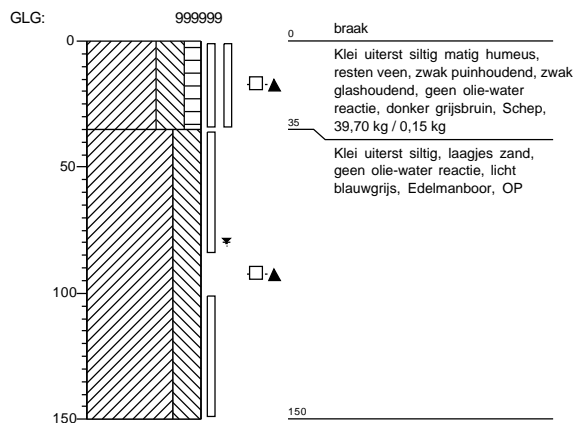 GLG: 999999
0
50
100
150
0
braak
Klei uiterst siltig matig humeus,
resten veen, zwak puinhoudend, zwak
glashoudend, geen olie-water
reactie, donker grijsbruin, Schep,
39,70 kg / 0,15 kg
35
Klei uiterst siltig, laagjes zand,
geen olie-water reactie, licht
blauwgrijs, Edelmanboor, OP
150